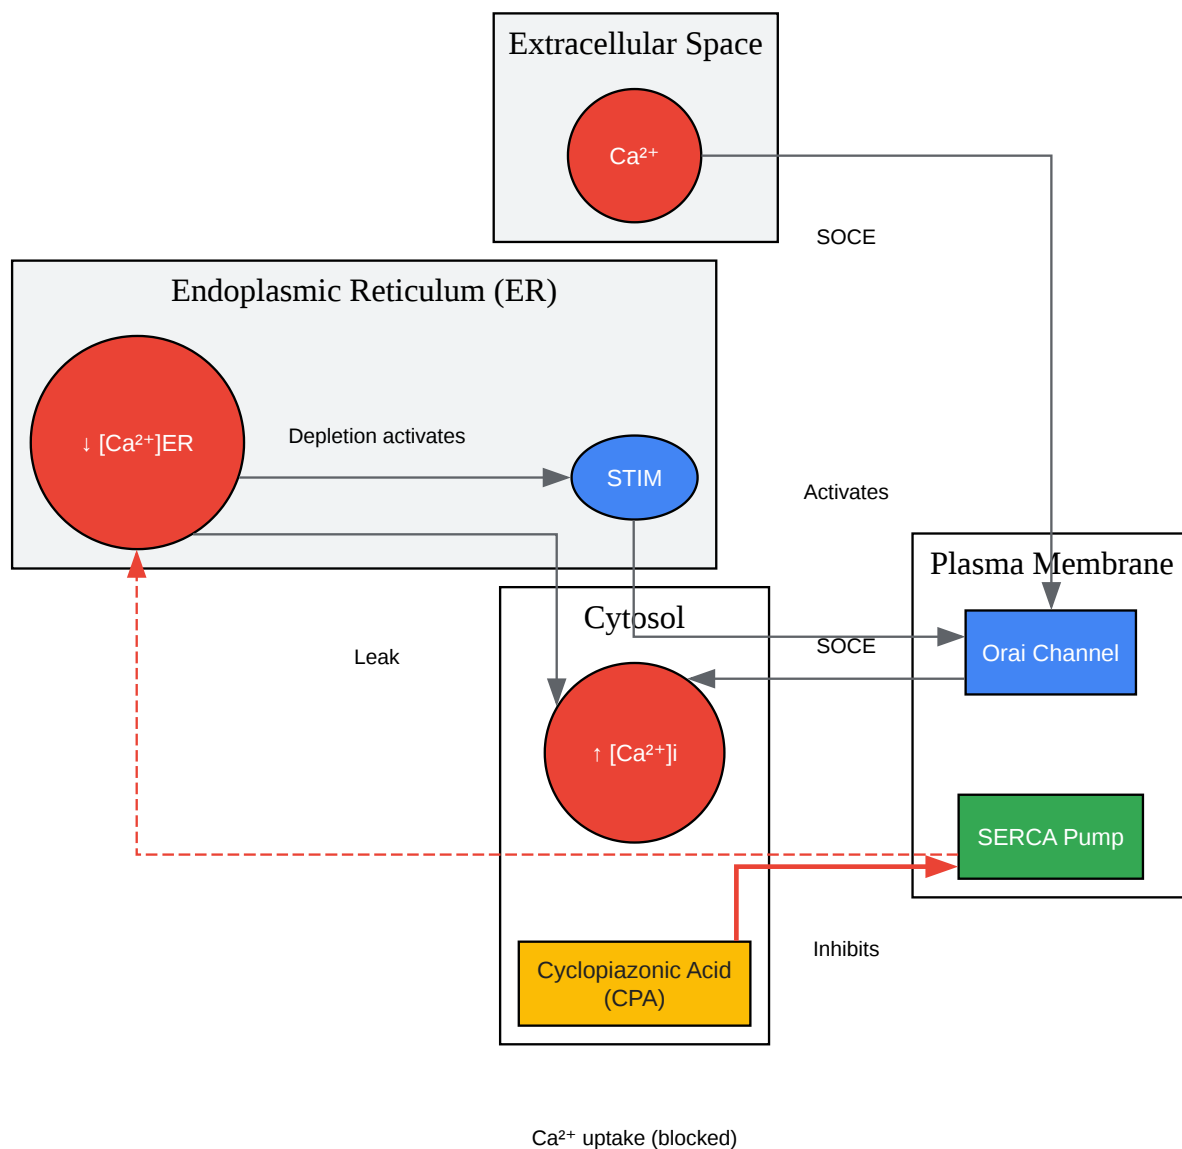 Extracellular Space
Ca²⁺
SOCE
Endoplasmic Reticulum (ER)
↓ [Ca²⁺]ER
Depletion activates
STIM
Activates
Plasma Membrane
Cytosol
SOCE
Orai Channel
Leak
↑ [Ca²⁺]i
SERCA Pump
Inhibits
Cyclopiazonic Acid
(CPA)
Ca²⁺ uptake (blocked)